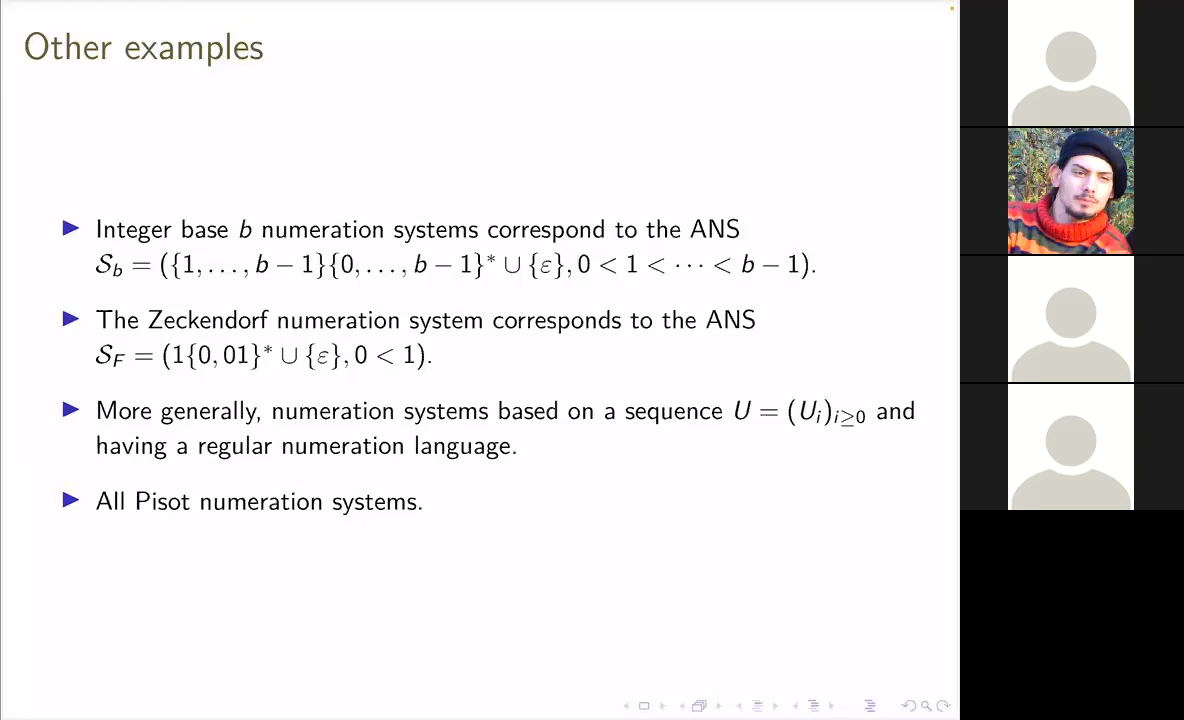 Other examples
Integer base b numeration systems correspond to the ANS
𝒮_b = ({1, …, b − 1}{0, …, b − 1}* ∪ {ε}, 0 < 1 < ⋯ < b − 1).
The Zeckendorf numeration system corresponds to the ANS
𝒮_F = (1{0, 01}* ∪ {ε}, 0 < 1).
More generally, numeration systems based on a sequence U = (U_i)_{i≥0} and
having a regular numeration language.
All Pisot numeration systems.